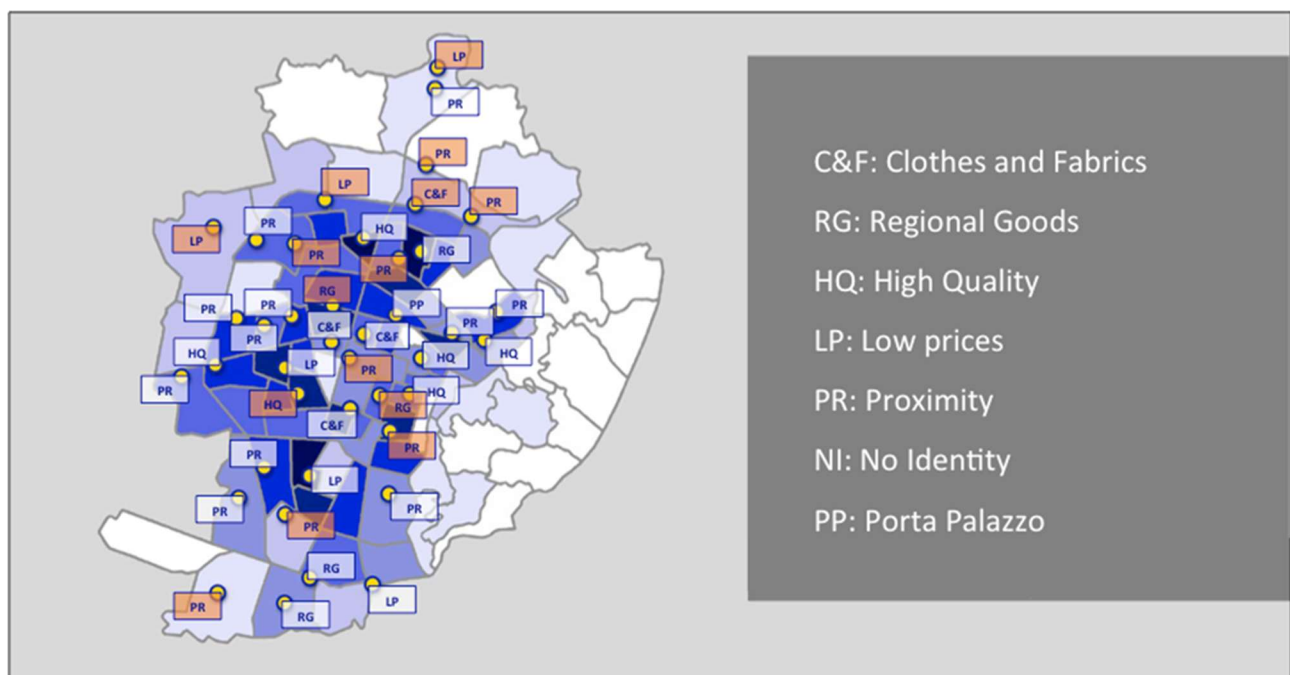 LP
PR
PR
LP
C&F
PR
PR
HQ
LP
PR
RG
PR
RG
PR
PR
PP
PR
C&F
PR
PR
C&F
HQ
LP
HQ
HQ
PR
PR
HQ
HQ
RG
C&F
PR
PR
LP
PR
PR
PR
RG
PR
RG
LP
C&F: Clothes and Fabrics
RG: Regional Goods
HQ: High Quality
LP: Low prices
PR: Proximity
NI: No Identity
PP: Porta Palazzo